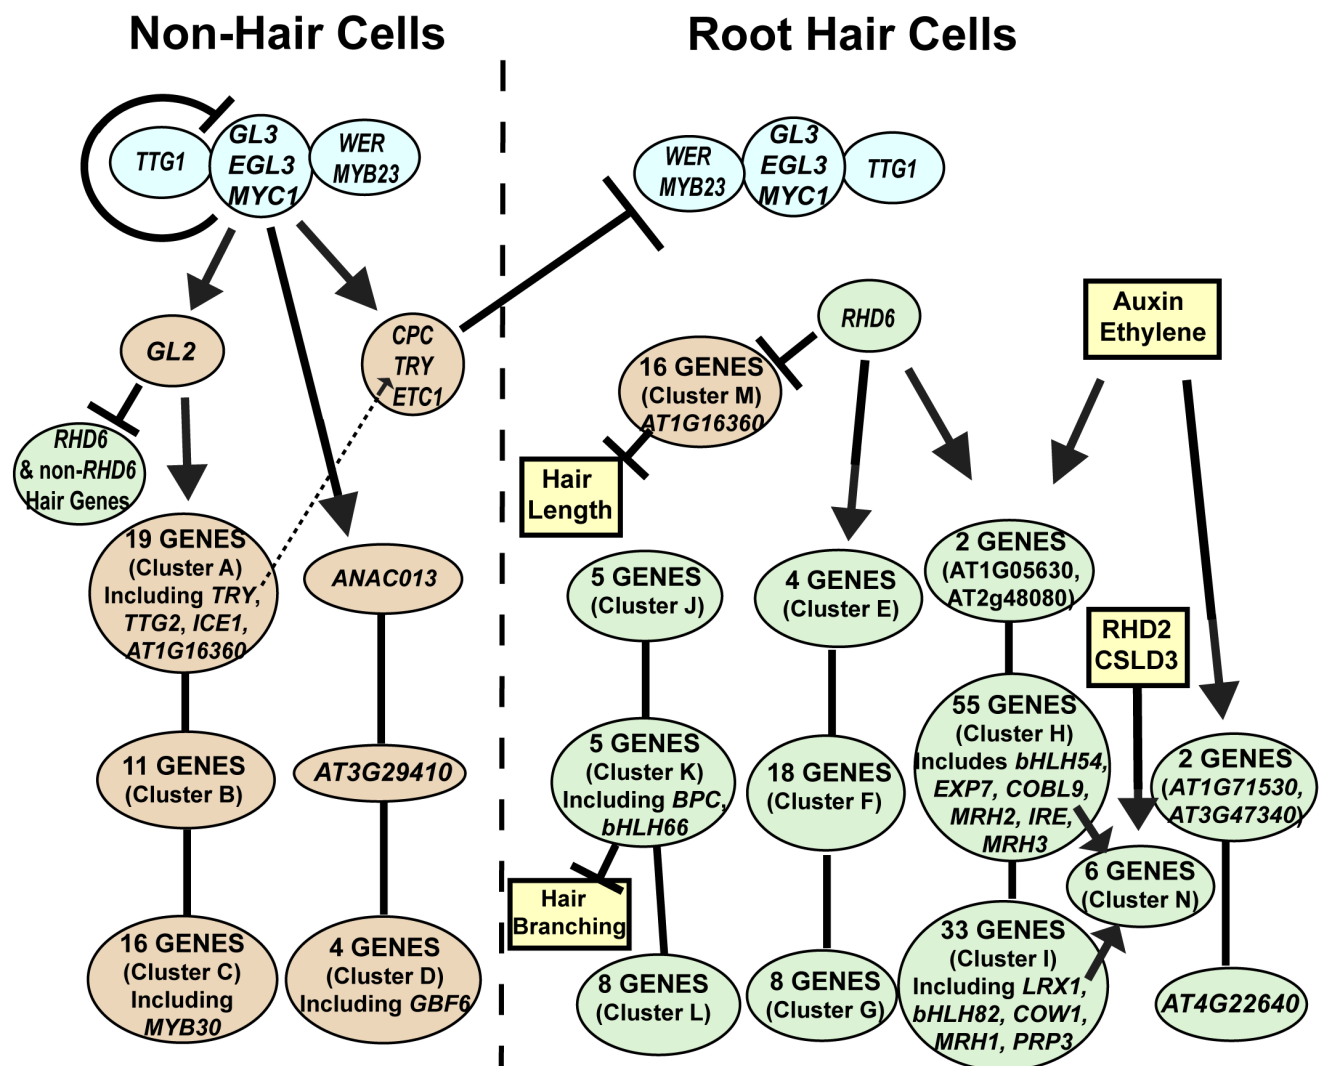 Non-Hair Cells
Root Hair Cells
TTG1
GL3
EGL3
MYC1
WER
MYB23
WER
MYB23
GL3
EGL3
MYC1
TTG1
GL2
CPC
TRY
ETC1
RHD6
& non-RHD6
Hair Genes
19 GENES
(Cluster A)
Including TRY,
TTG2, ICE1,
AT1G16360
ANAC013
11 GENES
(Cluster B)
AT3G29410
16 GENES
(Cluster C)
Including
MYB30
4 GENES
(Cluster D)
Including GBF6
RHD6
Auxin
Ethylene
16 GENES
(Cluster M)
AT1G16360
Hair
Length
5 GENES
(Cluster J)
4 GENES
(Cluster E)
2 GENES
(AT1G05630,
AT2g48080)
RHD2
CSLD3
5 GENES
(Cluster K)
Including BPC,
bHLH66
18 GENES
(Cluster F)
55 GENES
(Cluster H)
Includes bHLH54,
EXP7, COBL9,
MRH2, IRE,
MRH3
2 GENES
(AT1G71530,
AT3G47340)
6 GENES
(Cluster N)
Hair
Branching
8 GENES
(Cluster L)
8 GENES
(Cluster G)
33 GENES
(Cluster I)
Including LRX1,
bHLH82, COW1,
MRH1, PRP3
AT4G22640